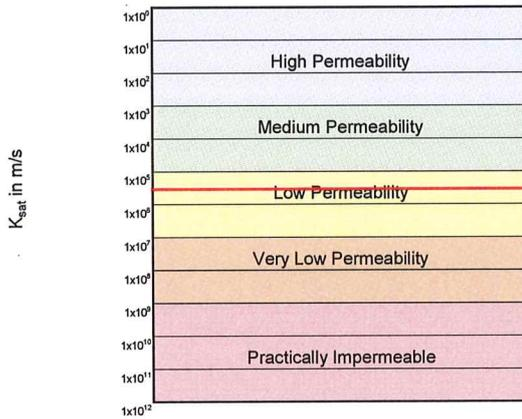 1x10⁰
1x10¹
High Permeability
1x10²
1x10³
Medium Permeability
1x10⁴
1x10⁵
Low Permeability
1x10⁶
1x10⁷
Very Low Permeability
1x10⁸
1x10⁹
1x10¹⁰
Practically Impermeable
1x10¹¹
1x10¹²
K_sat in m/s